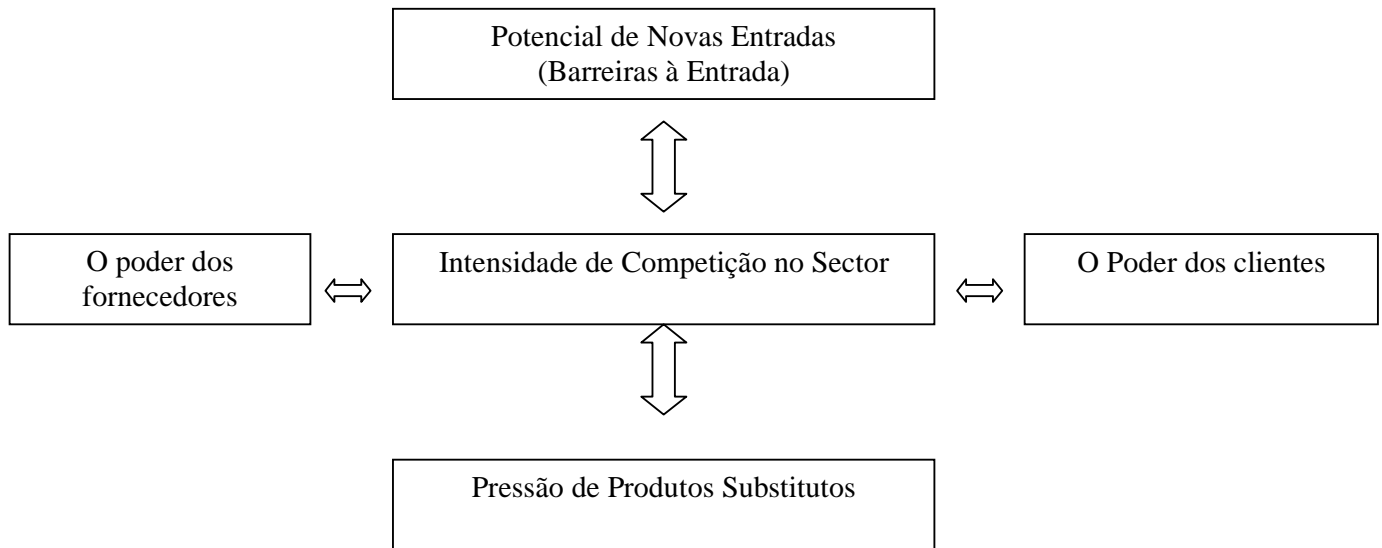 Potencial de Novas Entradas
(Barreiras à Entrada)
O poder dos
fornecedores
Intensidade de Competição no Sector
O Poder dos clientes
Pressão de Produtos Substitutos